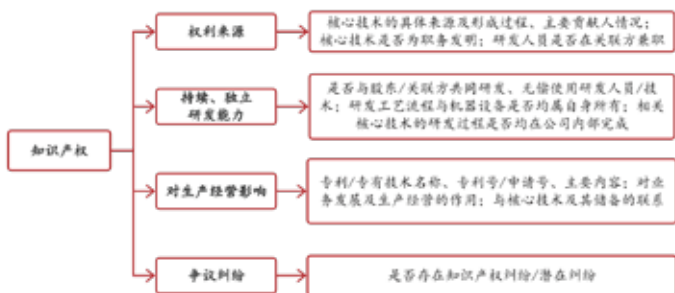 知识产权
权利来源
核心技术的具体来源及形成过程、主要贡献人情况；
核心技术是否为职务发明；研发人员是否在关联方兼职
持续、独立
研发能力
是否与股东/关联方共同研发、无偿使用研发人员/技
术；研发工艺流程与机器设备是否均属自身所有；相关
核心技术的研发过程是否均在公司内部完成
对生产经营影响
专利/专有技术名称、专利号/申请号、主要内容；对业
务发展及生产经营的作用；与核心技术及其储备的联系
争议纠纷
是否存在知识产权纠纷/潜在纠纷